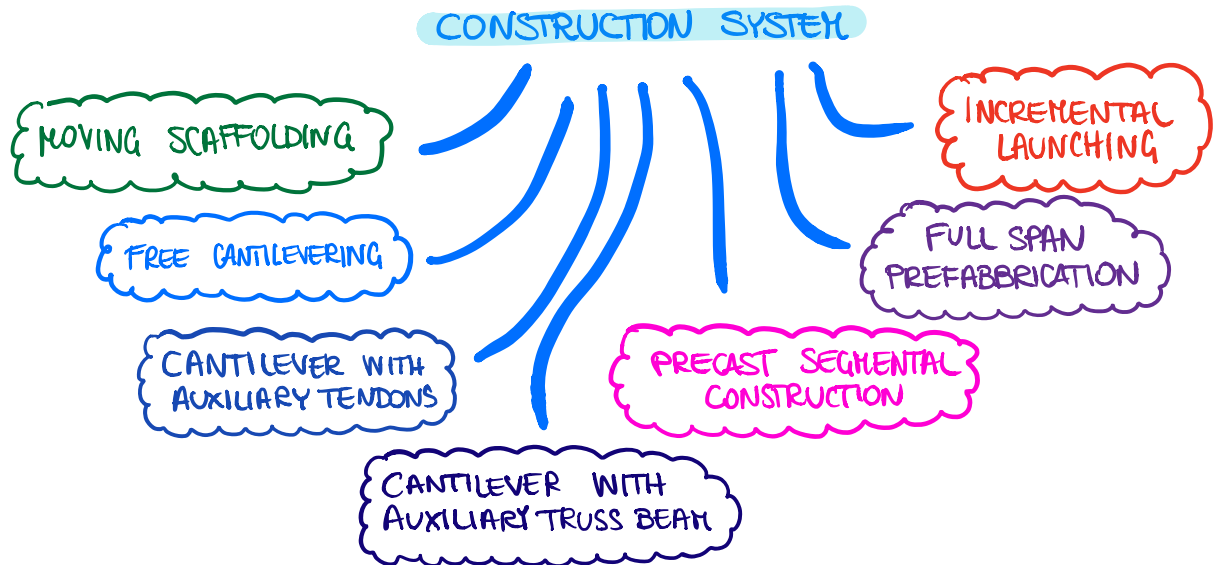 CONSTRUCTION SYSTEM
MOVING SCAFFOLDING
FREE CANTILEVERING
CANTILEVER WITH
AUXILIARY TENDONS
CANTILEVER WITH
AUXILIARY TRUSS BEAM
PRECAST SEGMENTAL
CONSTRUCTION
FULL SPAN
PREFABBRICATION
INCREMENTAL
LAUNCHING